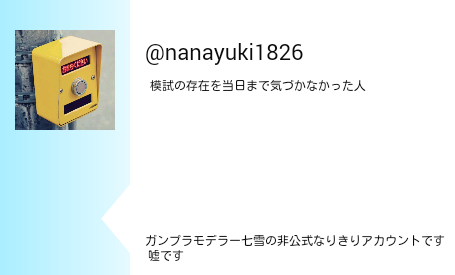 @nanayuki1826
模試の存在を当日まで気づかなかった人
ガンプラモデラー七雪の非公式なりきりアカウントです
嘘です